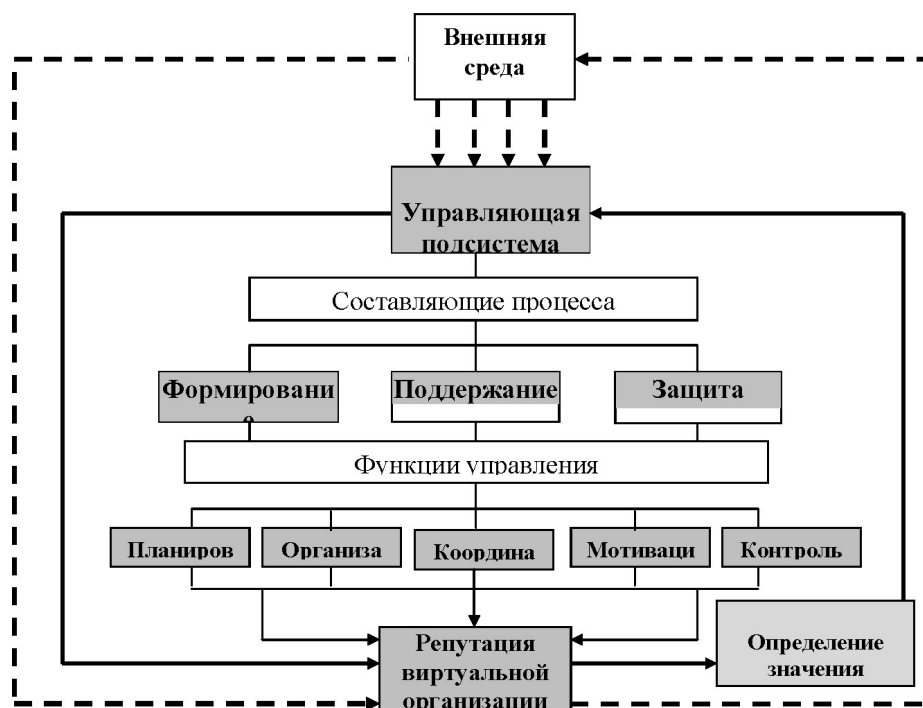 Внешняя
среда
Управляющая
подсистема
Составляющие процесса
Формировани
Поддержание
Защита
Функции управления
Планиров
Организа
Координа
Мотиваци
Контроль
Репутация
виртуальной
организации
Определение
значения